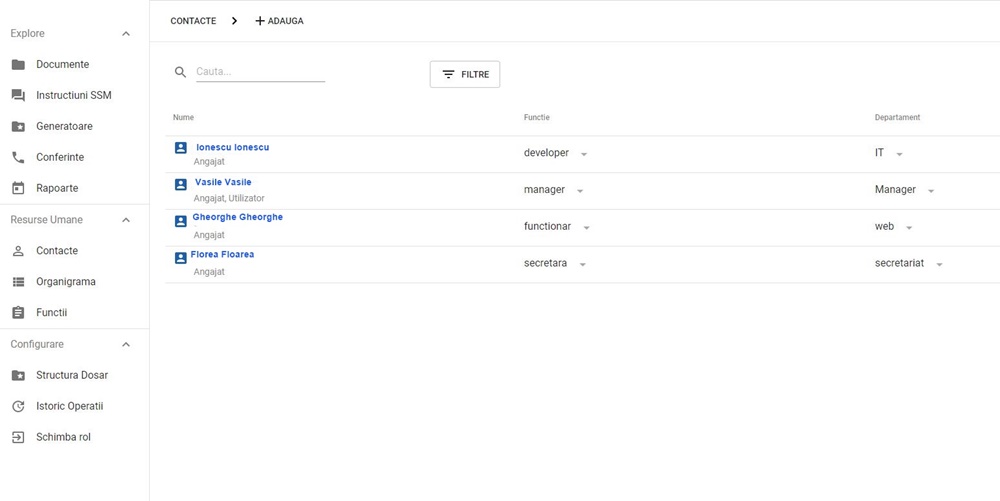 Explore
Documente
Instructiuni SSM
Generatoare
Conferinte
Rapoarte
Resurse Umane
Contacte
Organigrama
Functii
Configurare
Structura Dosar
Istoric Operatii
Schimba rol
CONTACTE ADAUGA
Cauta... FILTRE
Nume Functie Departament
Ionescu Ionescu
Angajat developer IT
Vasile Vasile
Angajat, Utilizator manager Manager
Gheorghe Gheorghe
Angajat functionar web
Florea Floarea
Angajat secretara secretariat